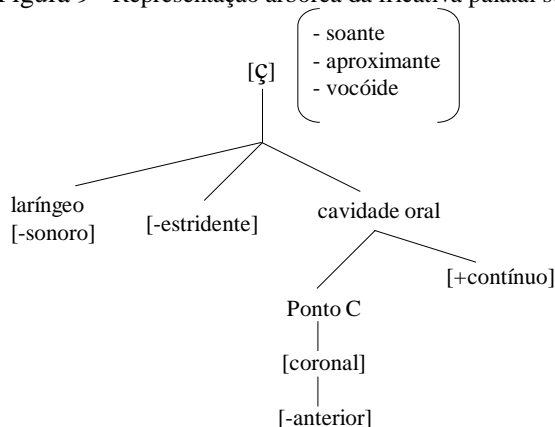 Figura 9 - Representação arbórea da fricativa palatal
- soante
[ç]
- aproximante
- vocóide
laríngeo
[-sonoro]
[-estridente]
cavidade oral
[+contínuo]
Ponto C
[coronal]
[-anterior]